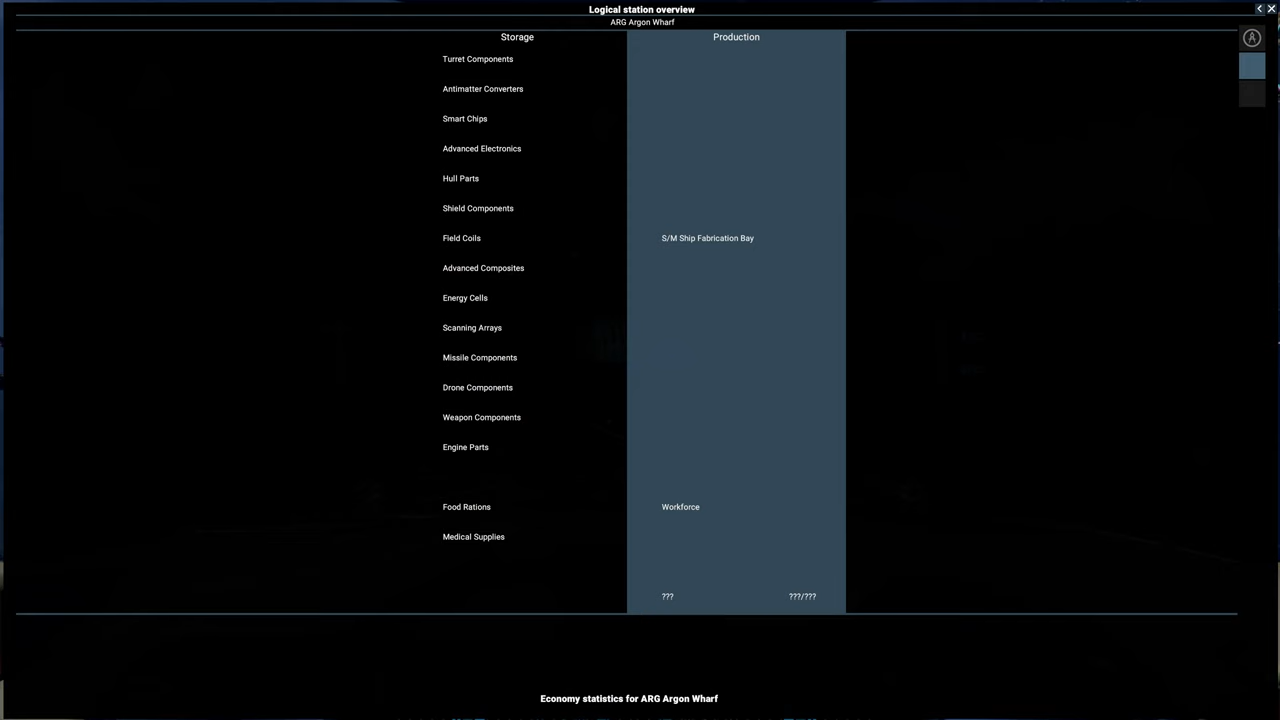 Logical station overview
ARG Argon Wharf
Storage
Production
Turret Components
Antimatter Converters
Smart Chips
Advanced Electronics
Hull Parts
Shield Components
Field Coils
S/M Ship Fabrication Bay
Advanced Composites
Energy Cells
Scanning Arrays
Missile Components
Drone Components
Weapon Components
Engine Parts
Food Rations
Workforce
Medical Supplies
??? ???/???
Economy statistics for ARG Argon Wharf